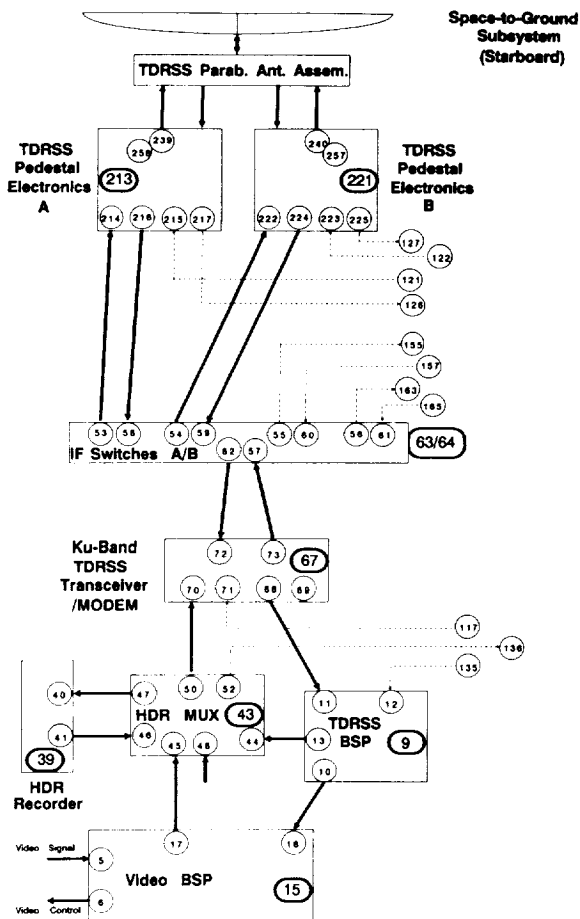 Space-to-Ground
Subsystem
(Starboard)
TDRSS Parab. Ant. Assem.
TDRSS
Pedestal
Electronics
A
239
258
213
214
216
215
217
240
257
221
222
224
223
225
TDRSS
Pedestal
Electronics
B
127
122
121
126
155
157
163
165
53
58
54
59
55
60
56
61
63/64
IF Switches A/B
62
57
Ku-Band
TDRSS
Transceiver
/MODEM
72
73
67
70
71
68
69
117
136
135
40
47
50
52
11
12
HDR MUX
43
TDRSS
BSP
9
41
46
45
48
44
13
39
10
HDR
Recorder
Video Signal
5
17
18
Video BSP
6
15
Video Control